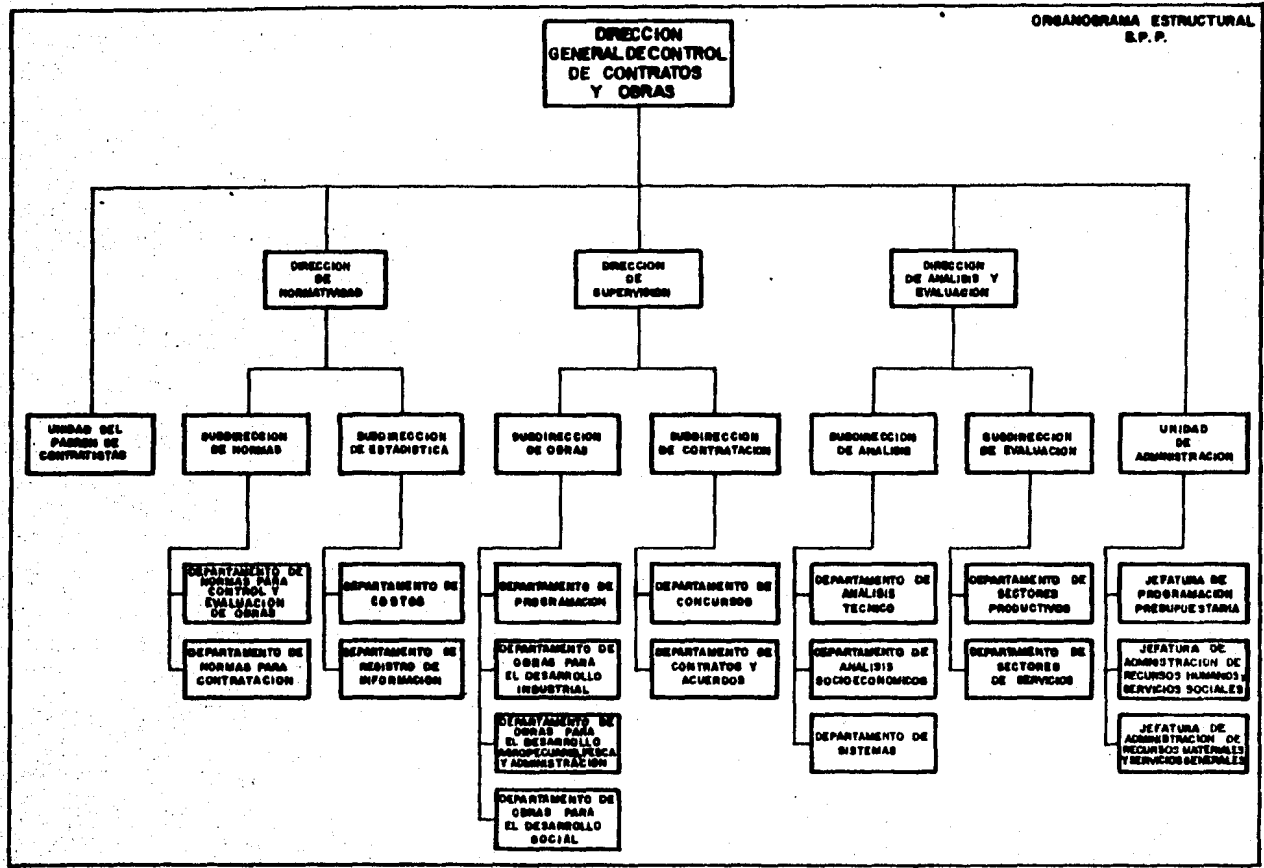 ORGANOGRAMA ESTRUCTURAL
S.P.P.
DIRECCION
GENERAL DE CONTROL
DE CONTRATOS
Y OBRAS
DIRECCION
DE
NORMATIVIDAD
DIRECCION
DE
SUPERVISION
DIRECCION
DE ANALISIS Y
EVALUACION
UNIDAD DEL
PADRON DE
CONTRATISTAS
SUBDIRECCION
DE NORMAS
SUBDIRECCION
DE ESTADISTICA
SUBDIRECCION
DE OBRAS
SUBDIRECCION
DE CONTRATACION
SUBDIRECCION
DE ANALISIS
SUBDIRECCION
DE EVALUACION
UNIDAD
DE
ADMINISTRACION
DEPARTAMENTO DE
NORMAS PARA
CONTROL Y
EVALUACION
DE OBRAS
DEPARTAMENTO DE
NORMAS PARA
CONTRATACION
DEPARTAMENTO DE
COSTOS
DEPARTAMENTO DE
REGISTRO DE
INFORMACION
DEPARTAMENTO DE
PROGRAMACION
DEPARTAMENTO DE
OBRAS PARA
EL DESARROLLO
INDUSTRIAL
DEPARTAMENTO DE
OBRAS PARA
EL DESARROLLO
AGROPECUARIO, PESCA
Y ADMINISTRACION
DEPARTAMENTO DE
OBRAS PARA
EL DESARROLLO
SOCIAL
DEPARTAMENTO DE
CONCURSOS
DEPARTAMENTO DE
CONTRATOS Y
ACUERDOS
DEPARTAMENTO DE
ANALISIS
TECNICO
DEPARTAMENTO DE
ANALISIS
SOCIOECONOMICOS
DEPARTAMENTO DE
SISTEMAS
DEPARTAMENTO DE
SECTORES
PRODUCTIVOS
DEPARTAMENTO DE
SECTORES
DE SERVICIOS
JEFATURA DE
PROGRAMACION
PRESUPUESTARIA
JEFATURA DE
ADMINISTRACION DE
RECURSOS HUMANOS Y
SERVICIOS SOCIALES
JEFATURA DE
ADMINISTRACION DE
RECURSOS MATERIALES
Y SERVICIOS GENERALES